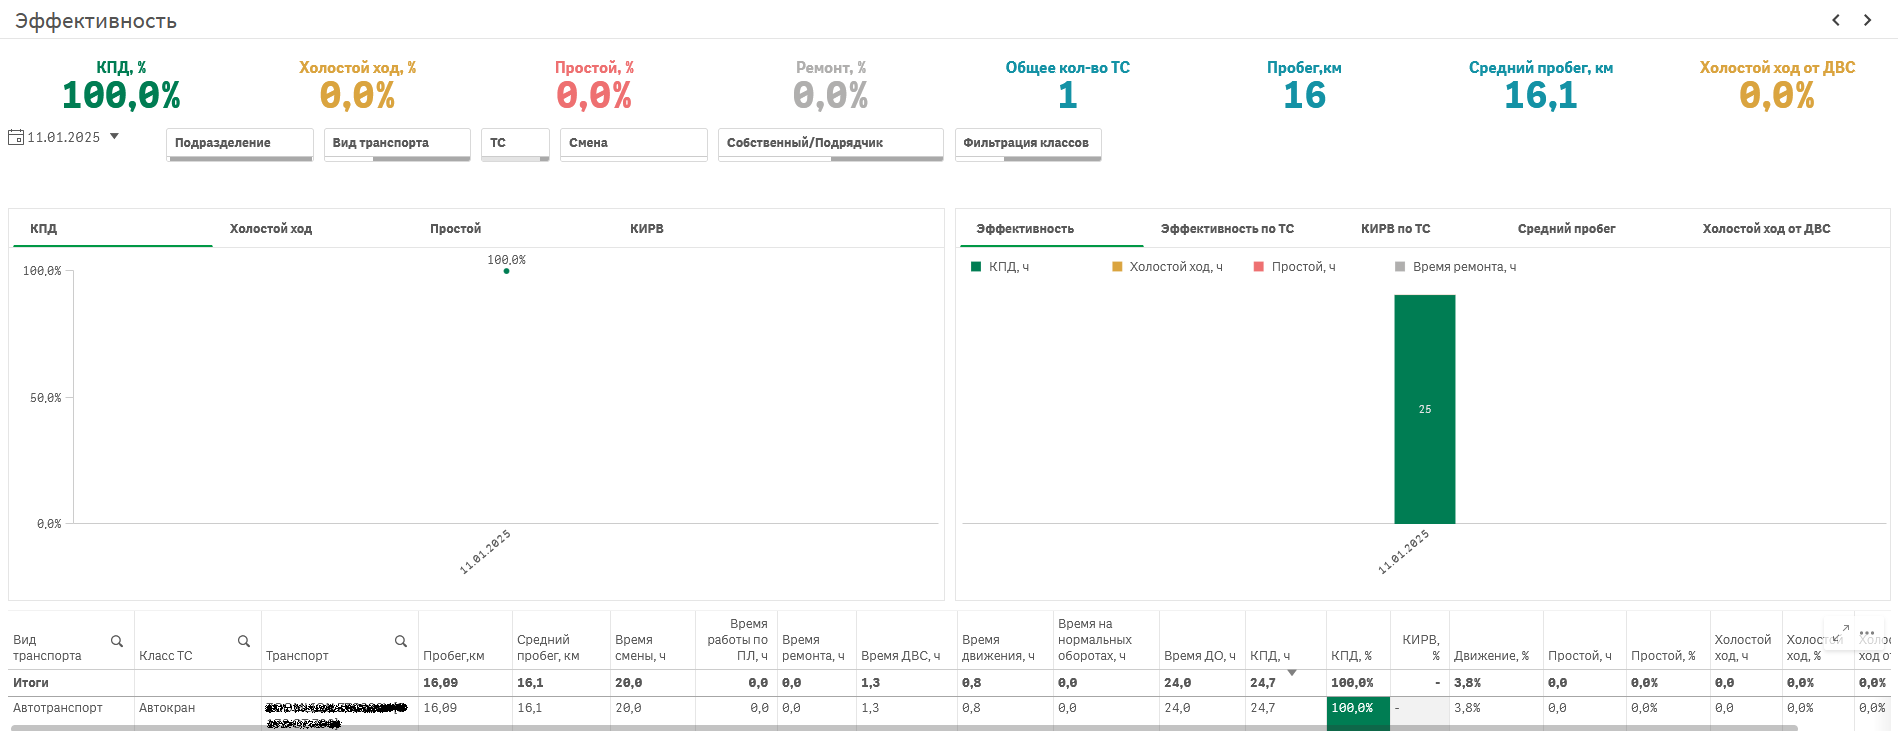 Эффективность
КПД, % Холостой ход, % Простой, % Ремонт, % Общее кол-во ТС Пробег,км Средний пробег, км Холостой ход от ДВС
100,0% 0,0% 0,0% 0,0% 1 16 16,1 0,0%
11.01.2025 Подразделение Вид транспорта ТС Смена Собственный/Подрядчик Фильтрация классов
КПД Холостой ход Простой КИРВ
100,0%
100,0%
50,0%
0,0%
11.01.2025
Эффективность Эффективность по ТС КИРВ по ТС Средний пробег Холостой ход от ДВС
КПД, ч Холостой ход, ч Простой, ч Время ремонта, ч
25
11.01.2025
Вид транспорта Класс ТС Транспорт Пробег,км Средний пробег, км Время смены, ч Время работы по ПЛ, ч Время ремонта, ч Время ДВС, ч Время движения, ч Время на нормальных оборотах, ч Время ДО, ч КПД, ч КПД, % КИРВ, % Движение, % Простой, ч Простой, % Холостой ход, ч Холостой ход, %
Итоги 16,09 16,1 20,0 0,0 0,0 1,3 0,8 0,0 24,0 24,7 100,0% - 3,8% 0,0 0,0% 0,0 0,0% 0,0%
Автотранспорт Автокран 16,09 16,1 20,0 0,0 0,0 1,3 0,8 0,0 24,0 24,7 100,0% - 3,8% 0,0 0,0% 0,0 0,0% 0,0%